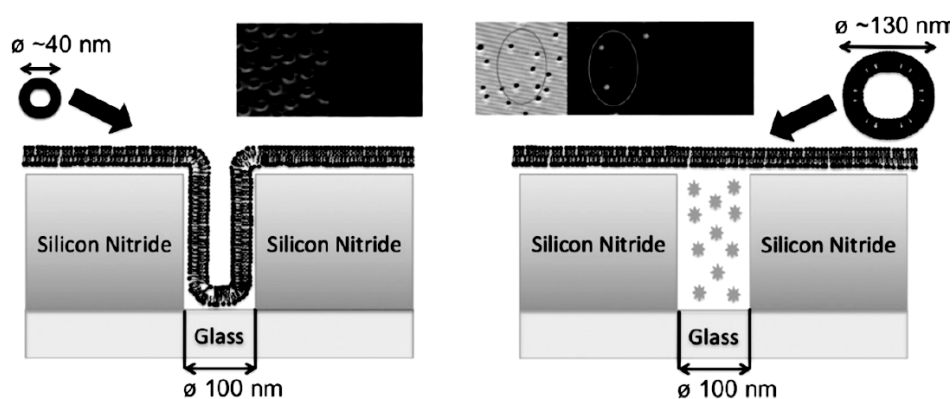 ø ~40 nm
ø ~130 nm
Silicon Nitride
Silicon Nitride
Silicon Nitride
Silicon Nitride
Glass
Glass
ø 100 nm
ø 100 nm